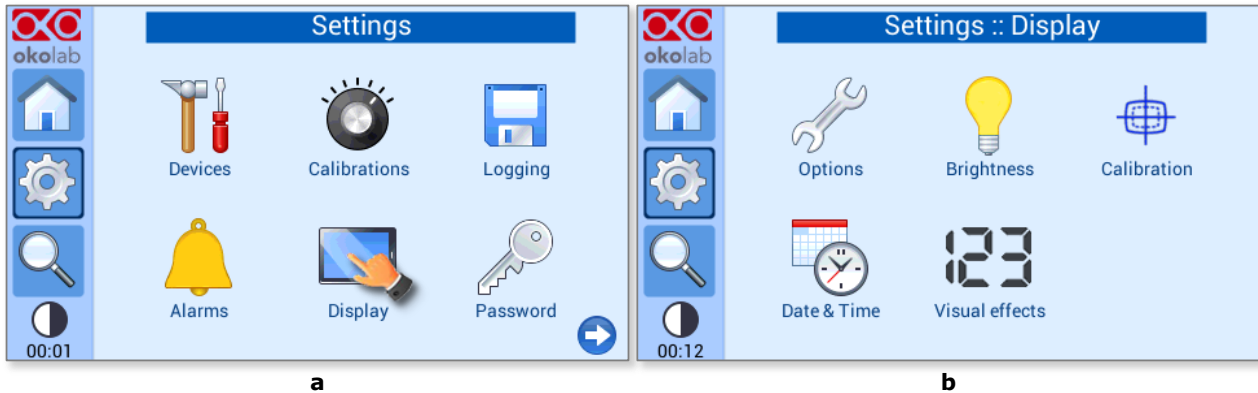 Settings
okolab
Devices
Calibrations
Logging
Alarms
Display
Password
00:01
a
Settings :: Display
okolab
Options
Brightness
Calibration
Date & Time
123
Visual effects
00:12
b